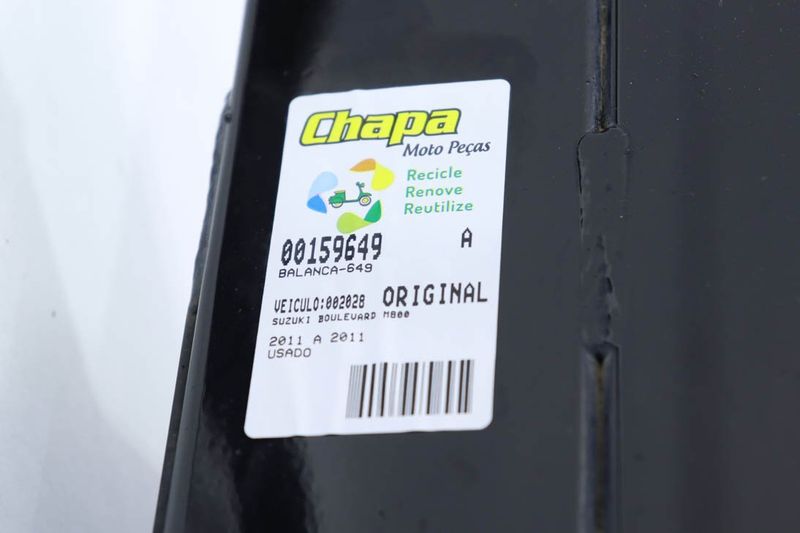 Chapa
Moto Peças
Recicle
Renove
Reutilize
00159649 A
BALANCA-649
VEICULO:002028 ORIGINAL
SUZUKI BOULEVARD M800
2011 A 2011
USADO